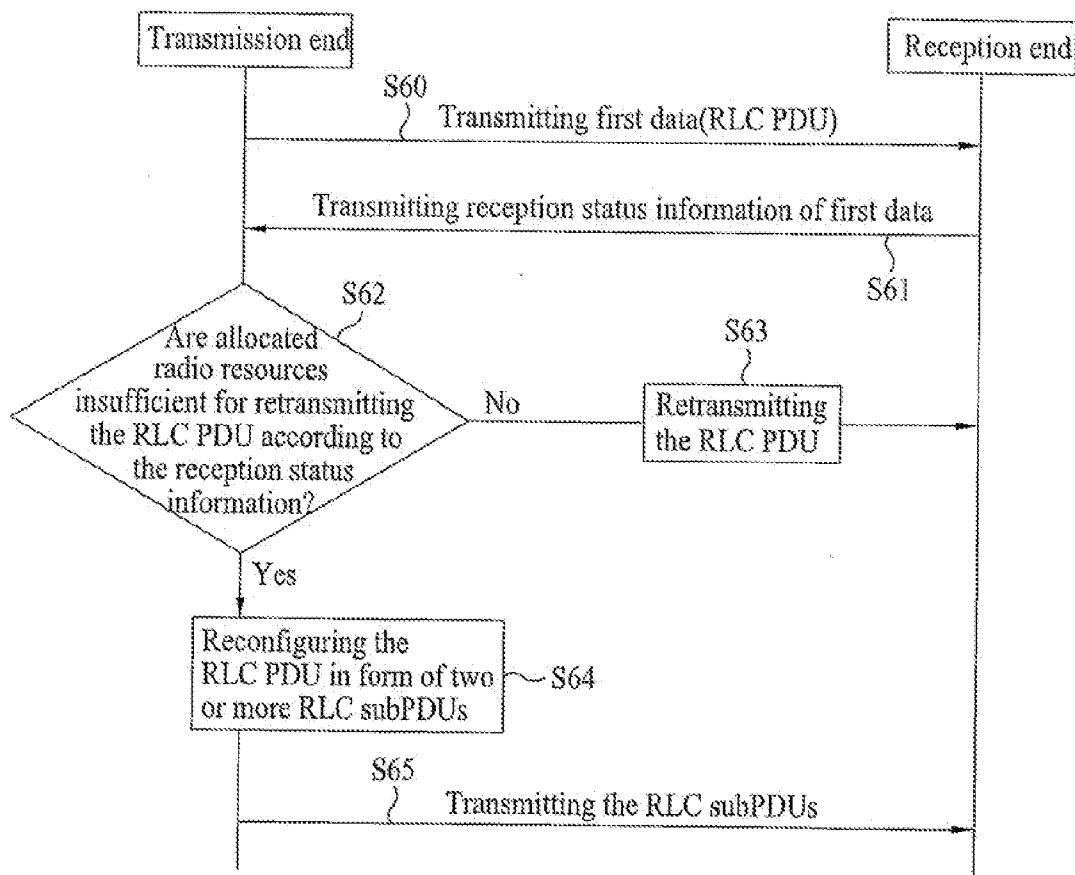 Transmission end
Reception end
S60
Transmitting first data(RLC PDU)
Transmitting reception status information of first data
S61
S62
Are allocated
radio resources
insufficient for retransmitting
the RLC PDU according to
the reception status
information?
No
S63
Retransmitting
the RLC PDU
Yes
Reconfiguring the
RLC PDU in form of two
or more RLC subPDUs
S64
S65
Transmitting the RLC subPDUs